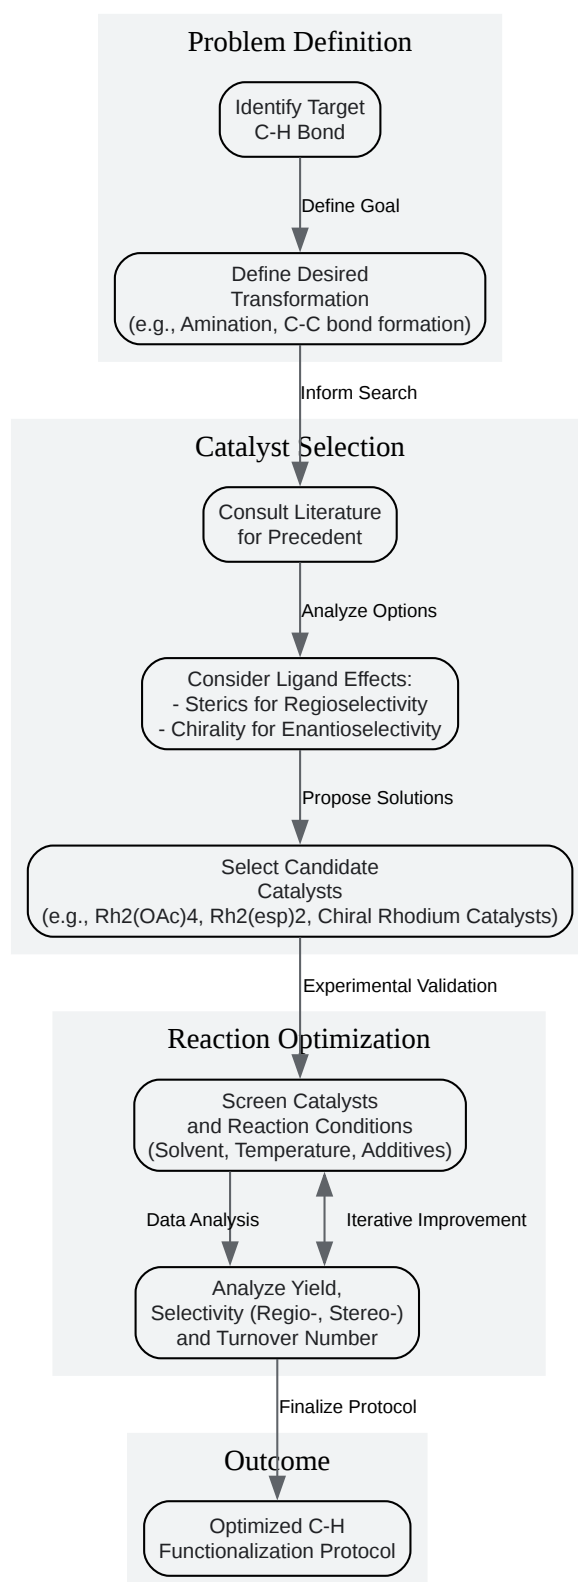 Problem Definition
Identify Target
C-H Bond
Define Goal
Define Desired
Transformation
(e.g., Amination, C-C bond formation)
Inform Search
Catalyst Selection
Consult Literature
for Precedent
Analyze Options
Consider Ligand Effects:
- Sterics for Regioselectivity
- Chirality for Enantioselectivity
Propose Solutions
Select Candidate
Catalysts
(e.g., Rh2(OAc)4, Rh2(esp)2, Chiral Rhodium Catalysts)
Experimental Validation
Reaction Optimization
Screen Catalysts
and Reaction Conditions
(Solvent, Temperature, Additives)
Data Analysis
Iterative Improvement
Analyze Yield,
Selectivity (Regio-, Stereo-)
and Turnover Number
Finalize Protocol
Outcome
Optimized C-H
Functionalization Protocol